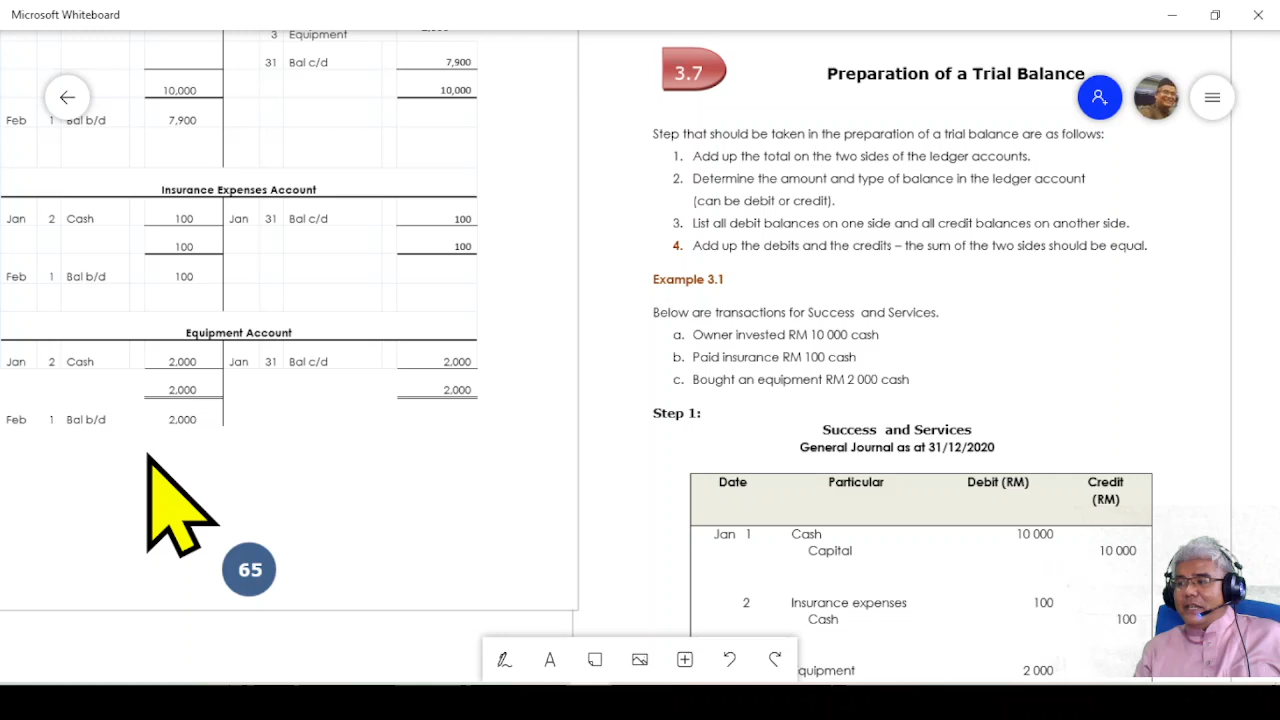 Microsoft Whiteboard
3 Equipment
31 Bal c/d 7,900
10,000 10,000
Feb 1 Bal b/d 7,900
Insurance Expenses Account
Jan 2 Cash 100 Jan 31 Bal c/d 100
100 100
Feb 1 Bal b/d 100
Equipment Account
Jan 2 Cash 2,000 Jan 31 Bal c/d 2,000
2,000 2,000
Feb 1 Bal b/d 2,000
65
3.7 Preparation of a Trial Balance
Step that should be taken in the preparation of a trial balance are as follows:
1. Add up the total on the two sides of the ledger accounts.
2. Determine the amount and type of balance in the ledger account
(can be debit or credit).
3. List all debit balances on one side and all credit balances on another side.
4. Add up the debits and the credits – the sum of the two sides should be equal.
Example 3.1
Below are transactions for Success and Services.
a. Owner invested RM 10 000 cash
b. Paid insurance RM 100 cash
c. Bought an equipment RM 2 000 cash
Step 1:
Success and Services
General Journal as at 31/12/2020
Date Particular Debit (RM) Credit
(RM)
Jan 1 Cash 10 000
Capital 10 000
2 Insurance expenses 100
Cash 100
quipment 2 000
A